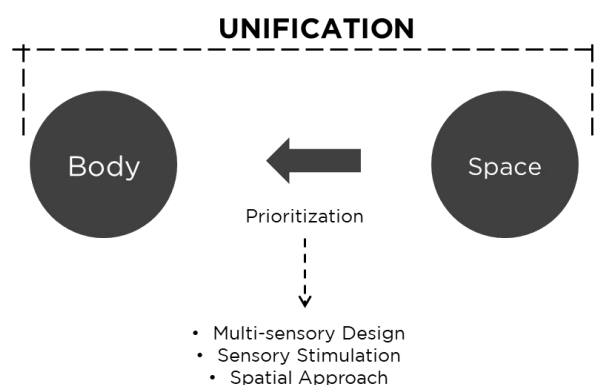 UNIFICATION
Body
Space
Prioritization
• Multi-sensory Design
• Sensory Stimulation
• Spatial Approach